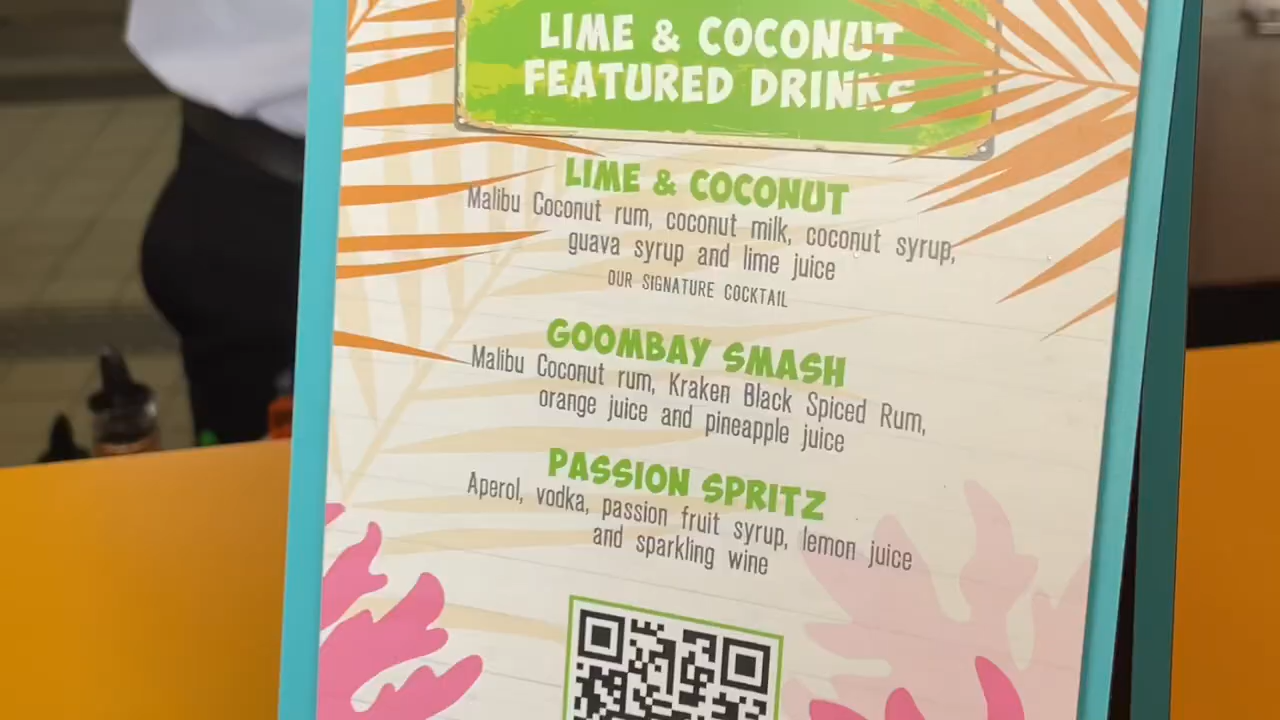 LIME & COCONUT
FEATURED DRINKS
LIME & COCONUT
Malibu Coconut rum, coconut milk, coconut syrup,
guava syrup and lime juice
OUR SIGNATURE COCKTAIL
GOOMBAY SMASH
Malibu Coconut rum, Kraken Black Spiced Rum,
orange juice and pineapple juice
PASSION SPRITZ
Aperol, vodka, passion fruit syrup, lemon juice
and sparkling wine